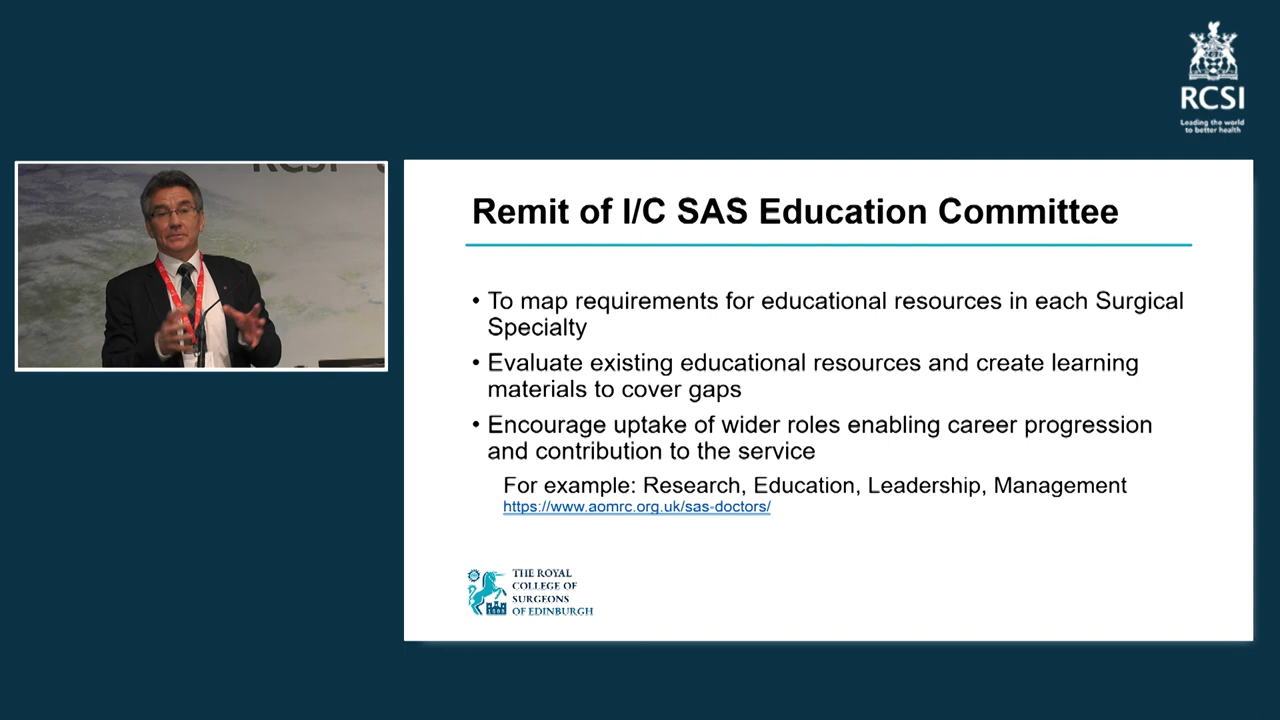 RCSI
Leading the world
to better health
RCSI
Remit of I/C SAS Education Committee
• To map requirements for educational resources in each Surgical
Specialty
• Evaluate existing educational resources and create learning
materials to cover gaps
• Encourage uptake of wider roles enabling career progression
and contribution to the service
For example: Research, Education, Leadership, Management
https://www.aomrc.org.uk/sas-doctors/
THE ROYAL
COLLEGE OF
SURGEONS
OF EDINBURGH